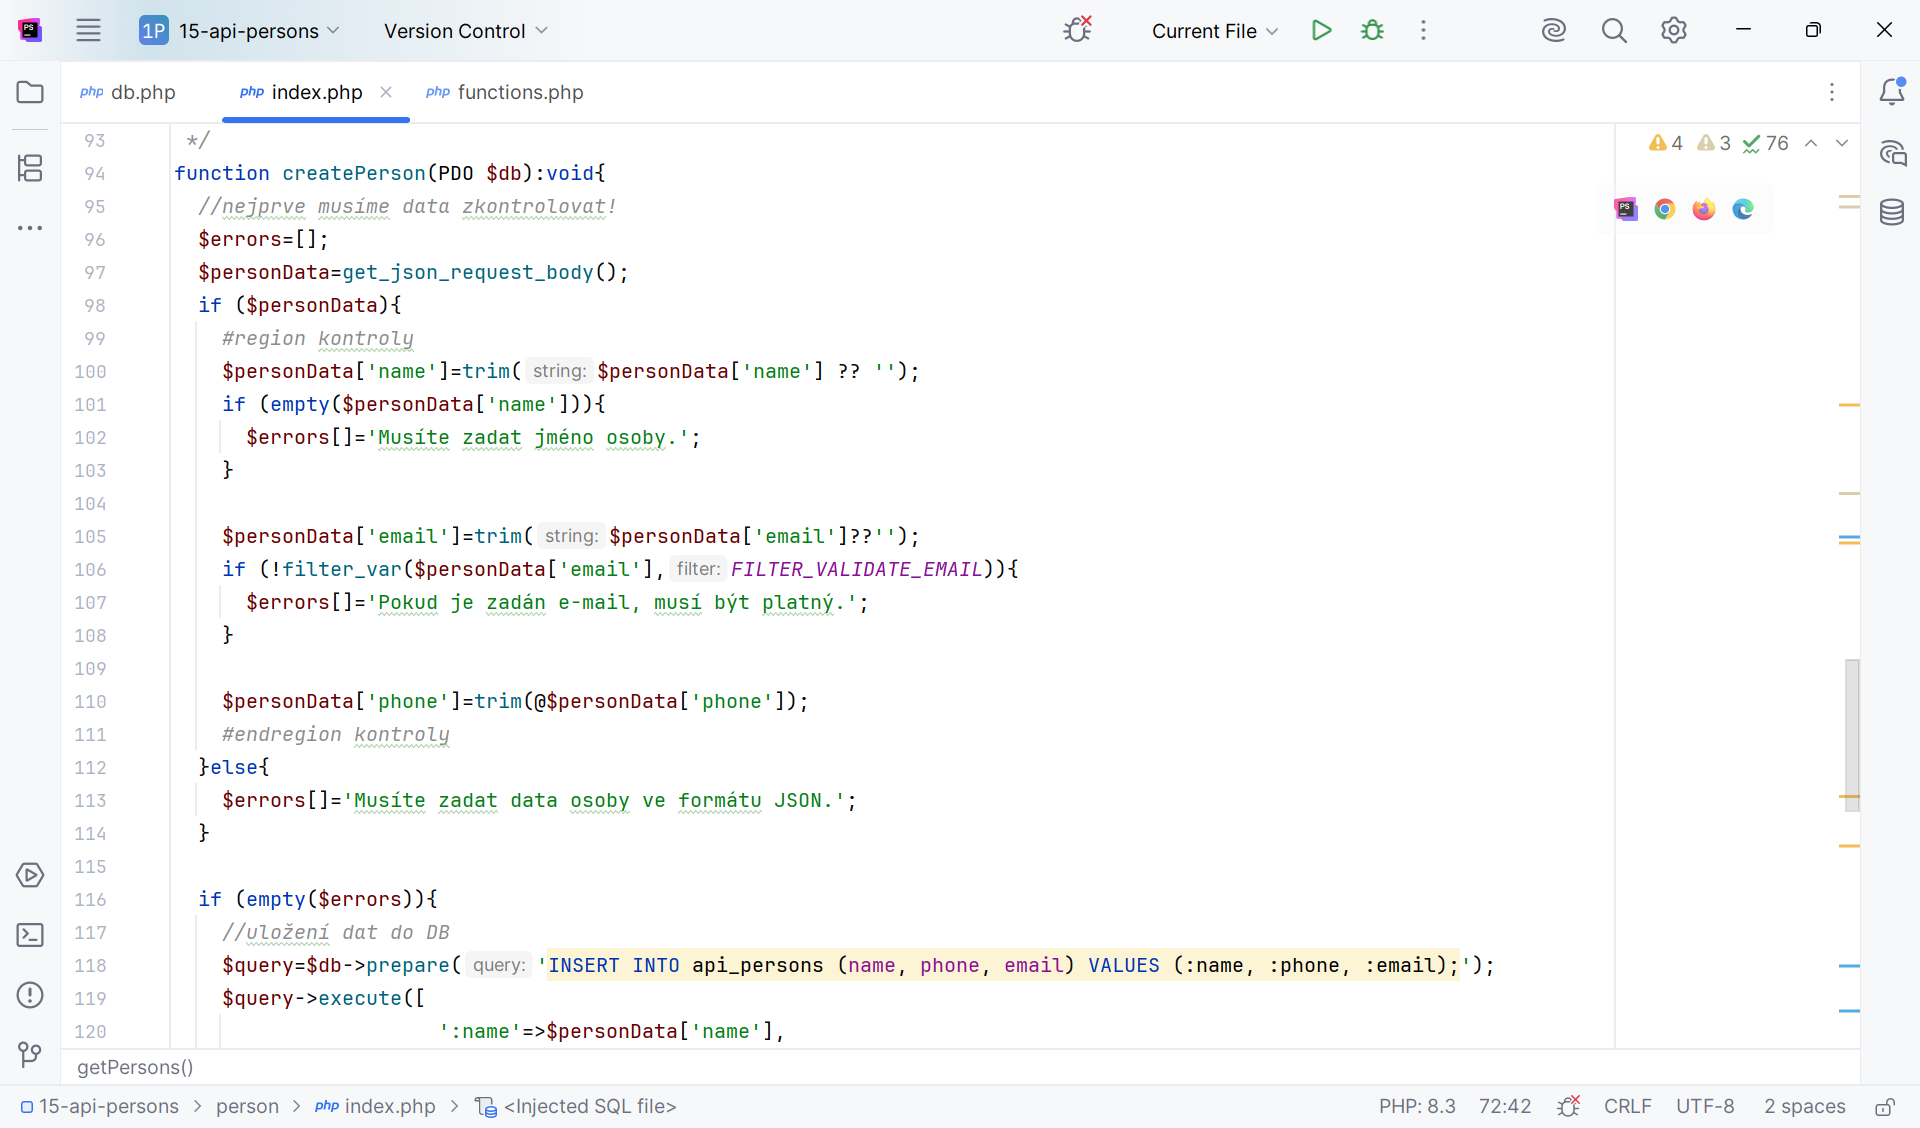 1P 15-api-persons Version Control Current File
php db.php php index.php php functions.php
93 */ 4 3 76
94 function createPerson(PDO $db):void{
95 //nejprve musíme data zkontrolovat!
96 $errors=[];
97 $personData=get_json_request_body();
98 if ($personData){
99 #region kontroly
100 $personData['name']=trim( string: $personData['name'] ?? '');
101 if (empty($personData['name'])){
102 $errors[]='Musíte zadat jméno osoby.';
103 }
104
105 $personData['email']=trim( string: $personData['email']??'');
106 if (!filter_var($personData['email'], filter: FILTER_VALIDATE_EMAIL)){
107 $errors[]='Pokud je zadán e-mail, musí být platný.';
108 }
109
110 $personData['phone']=trim(@$personData['phone']);
111 #endregion kontroly
112 }else{
113 $errors[]='Musíte zadat data osoby ve formátu JSON.';
114 }
115
116 if (empty($errors)){
117 //uložení dat do DB
118 $query=$db->prepare( query: 'INSERT INTO api_persons (name, phone, email) VALUES (:name, :phone, :email);');
119 $query->execute([
120 ':name'=>$personData['name'],
getPersons()
15-api-persons > person > php index.php > <Injected SQL file> PHP: 8.3 72:42 CRLF UTF-8 2 spaces